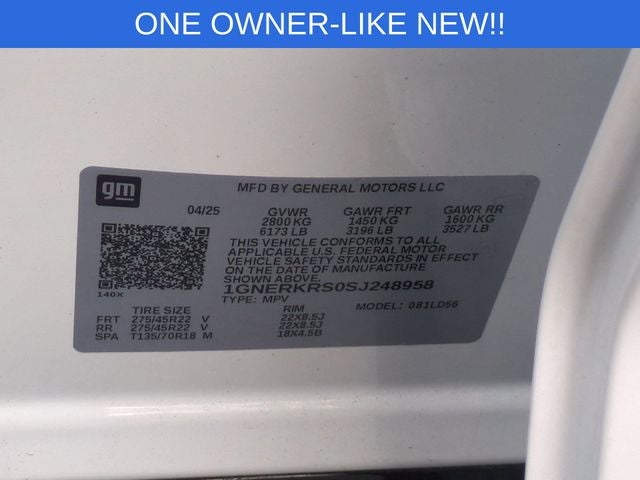 ONE OWNER-LIKE NEW!!
gm
MFD BY GENERAL MOTORS LLC
04/25 GVWR GAWR FRT GAWR RR
2800 KG 1450 KG 1600 KG
6173 LB 3196 LB 3527 LB
THIS VEHICLE CONFORMS TO ALL
APPLICABLE U.S. FEDERAL MOTOR
VEHICLE SAFETY STANDARDS IN EFFECT
ON THE DATE OF MANUFACTURE
SHOWN ABOVE.
140X
1GNERKRS0SJ248958
TYPE: MPV MODEL: 081LD56
TIRE SIZE RIM
FRT 275/45R22 V 22X8.5J
RR 275/45R22 V 22X8.5J
SPA T135/70R18 M 18X4.5B